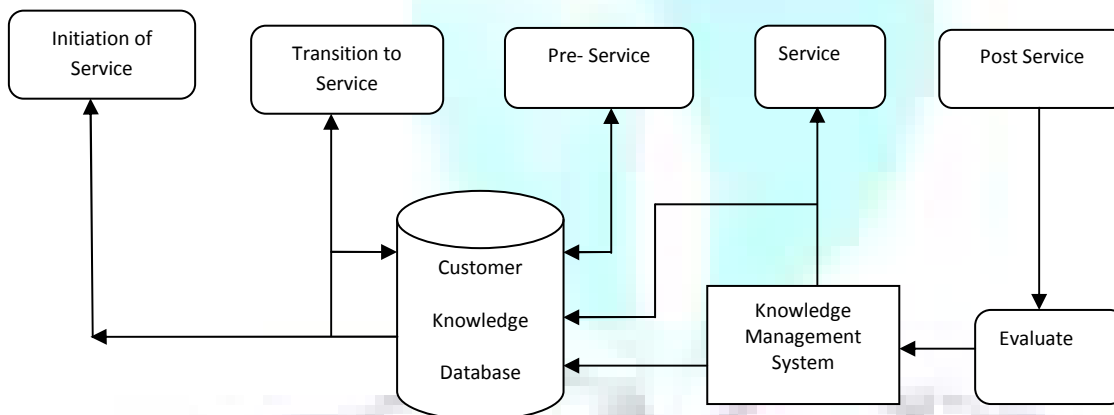 Initiation of
Service
Transition to
Service
Pre- Service
Service
Post Service
Customer
Knowledge
Database
Knowledge
Management
System
Evaluate